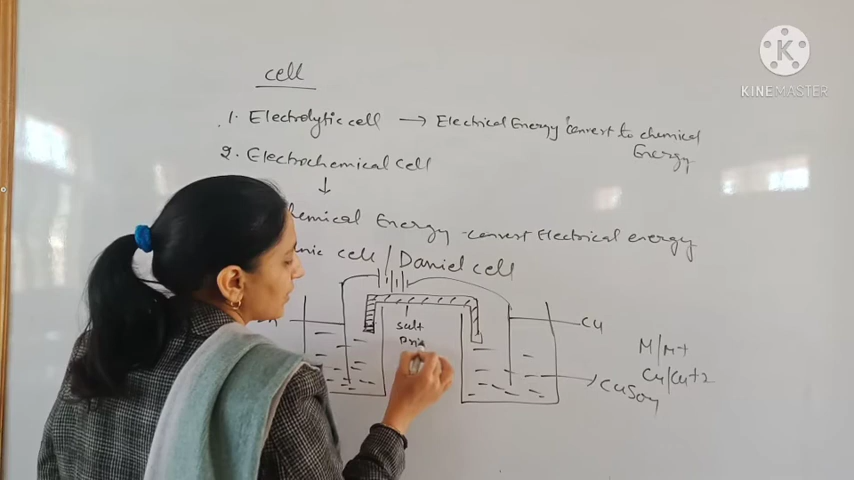 cell
1. Electrolytic cell → Electrical Energy convert to chemical
Energy
2. Electrochemical cell
↓
hemical Energy - convert Electrical energy
nic cell / Daniel cell
salt
Cu
M/M+
Cu/Cu+2
CuSO4
KINEMASTER